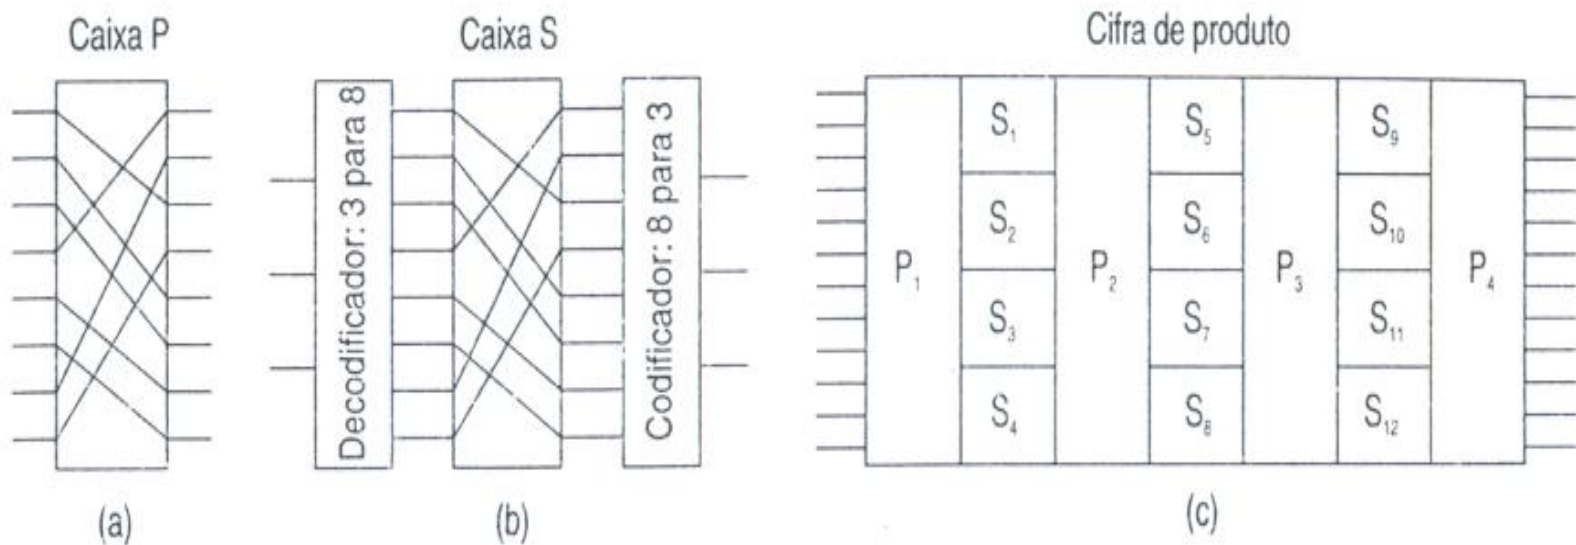 Caixa P
Caixa S
Cifra de produto
Decodificador: 3 para 8
Codificador: 8 para 3
P₁
S₁
S₂
S₃
S₄
P₂
S₅
S₆
S₇
S₈
P₃
S₉
S₁₀
S₁₁
S₁₂
P₄
(a)
(b)
(c)